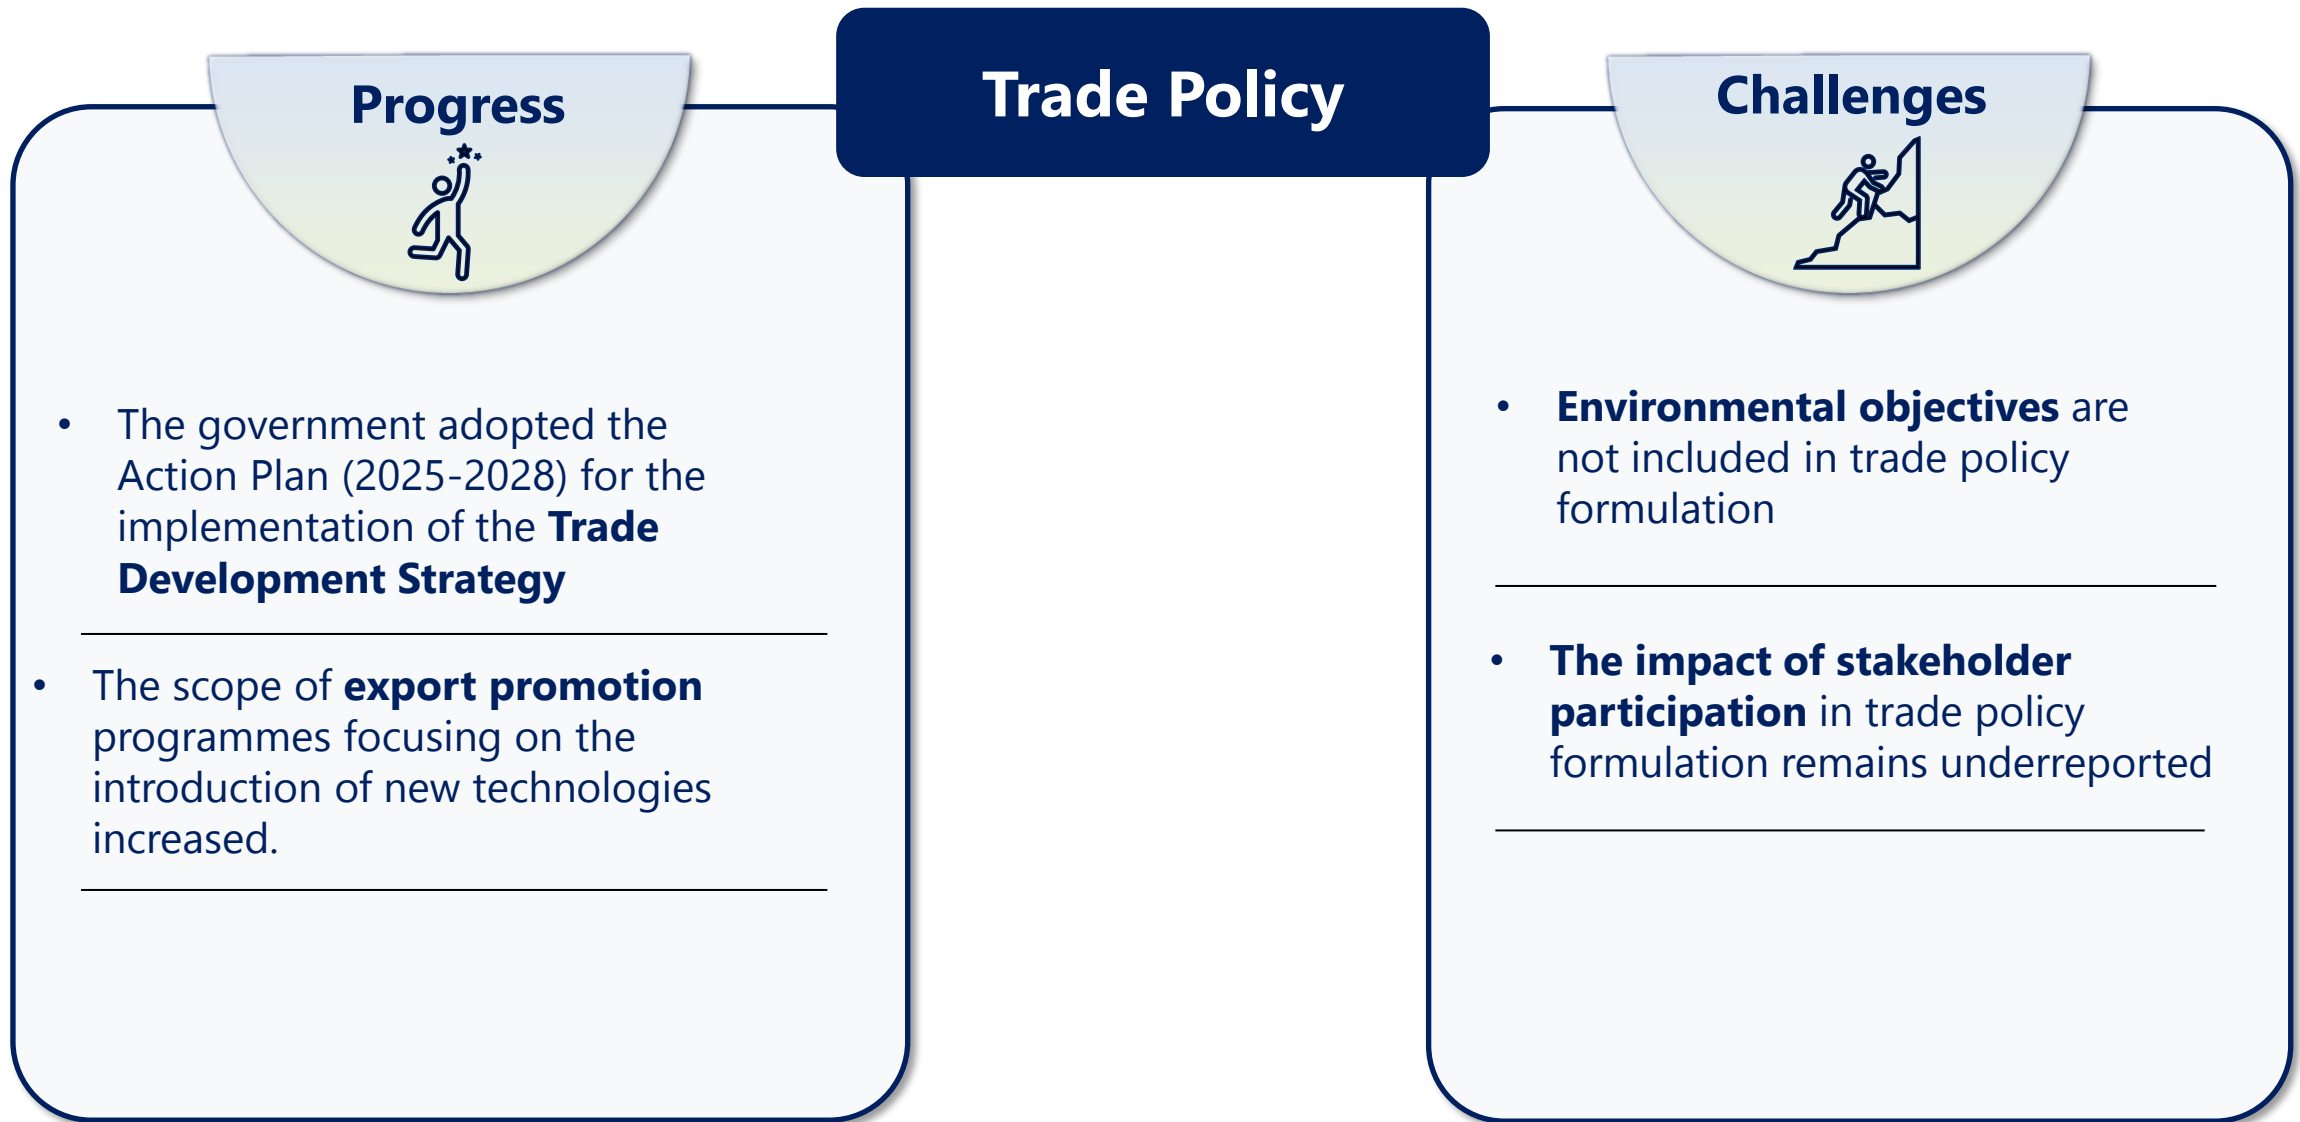 Trade Policy
Progress
• The government adopted the
Action Plan (2025-2028) for the
implementation of the Trade
Development Strategy
• The scope of export promotion
programmes focusing on the
introduction of new technologies
increased.
Challenges
• Environmental objectives are
not included in trade policy
formulation
• The impact of stakeholder
participation in trade policy
formulation remains underreported